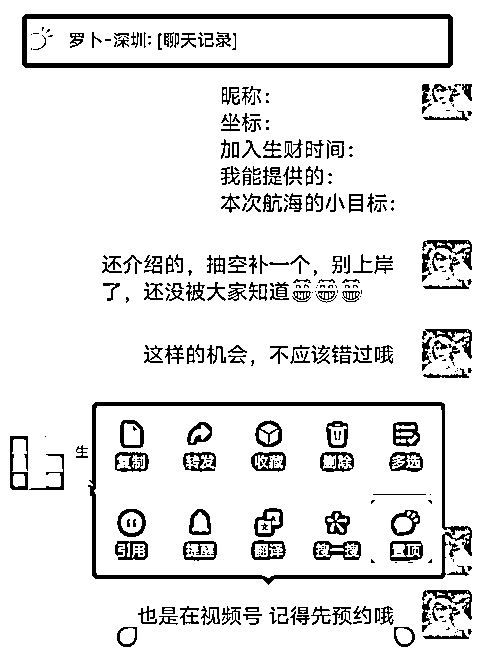 罗卜-深圳: [聊天记录]
昵称:
坐标:
加入生财时间:
我能提供的:
本次航海的小目标:
还介绍的，抽空补一个，别上岸
了，还没被大家知道😁😁😁
这样的机会，不应该错过哦
生
复制 转发 收藏 删除 多选
引用 提醒 翻译 搜一搜 置顶
也是在视频号 记得先预约哦